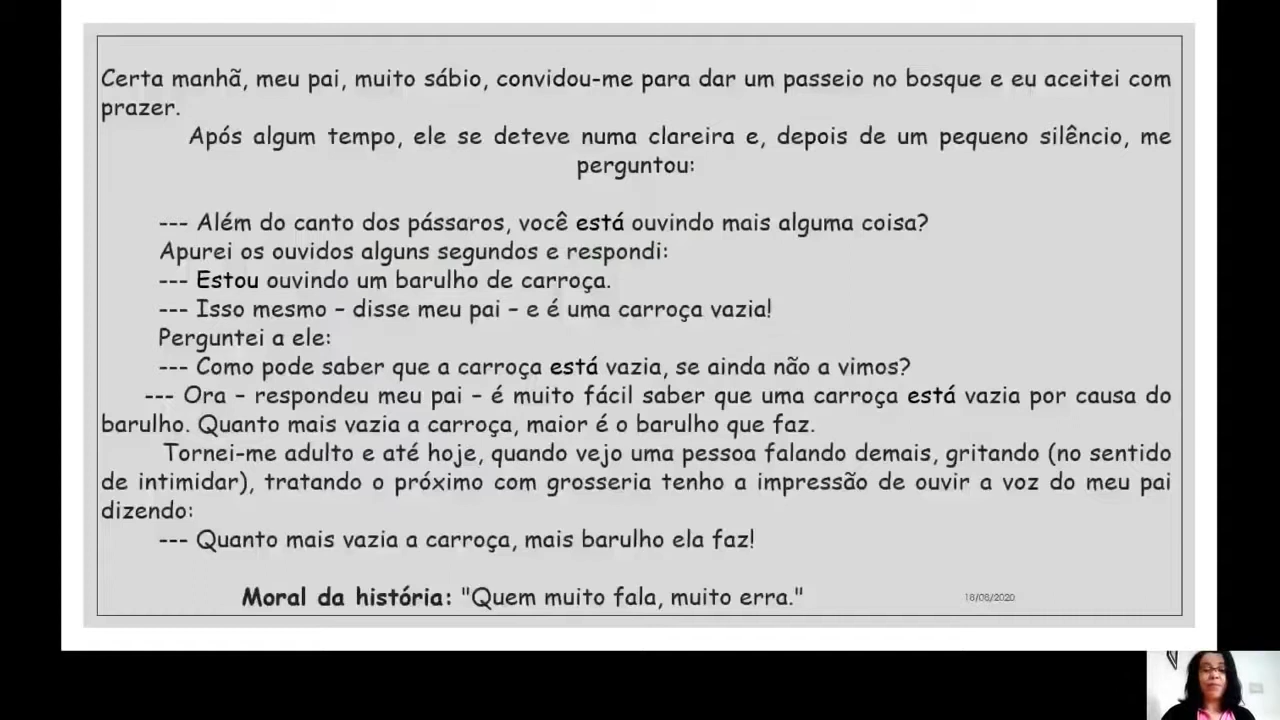 Certa manhã, meu pai, muito sábio, convidou-me para dar um passeio no bosque e eu aceitei com
prazer.
Após algum tempo, ele se deteve numa clareira e, depois de um pequeno silêncio, me
perguntou:
--- Além do canto dos pássaros, você está ouvindo mais alguma coisa?
Apurei os ouvidos alguns segundos e respondi:
--- Estou ouvindo um barulho de carroça.
--- Isso mesmo – disse meu pai – e é uma carroça vazia!
Perguntei a ele:
--- Como pode saber que a carroça está vazia, se ainda não a vimos?
--- Ora – respondeu meu pai – é muito fácil saber que uma carroça está vazia por causa do
barulho. Quanto mais vazia a carroça, maior é o barulho que faz.
Tornei-me adulto e até hoje, quando vejo uma pessoa falando demais, gritando (no sentido
de intimidar), tratando o próximo com grosseria tenho a impressão de ouvir a voz do meu pai
dizendo:
--- Quanto mais vazia a carroça, mais barulho ela faz!
Moral da história: "Quem muito fala, muito erra."
18/08/2020